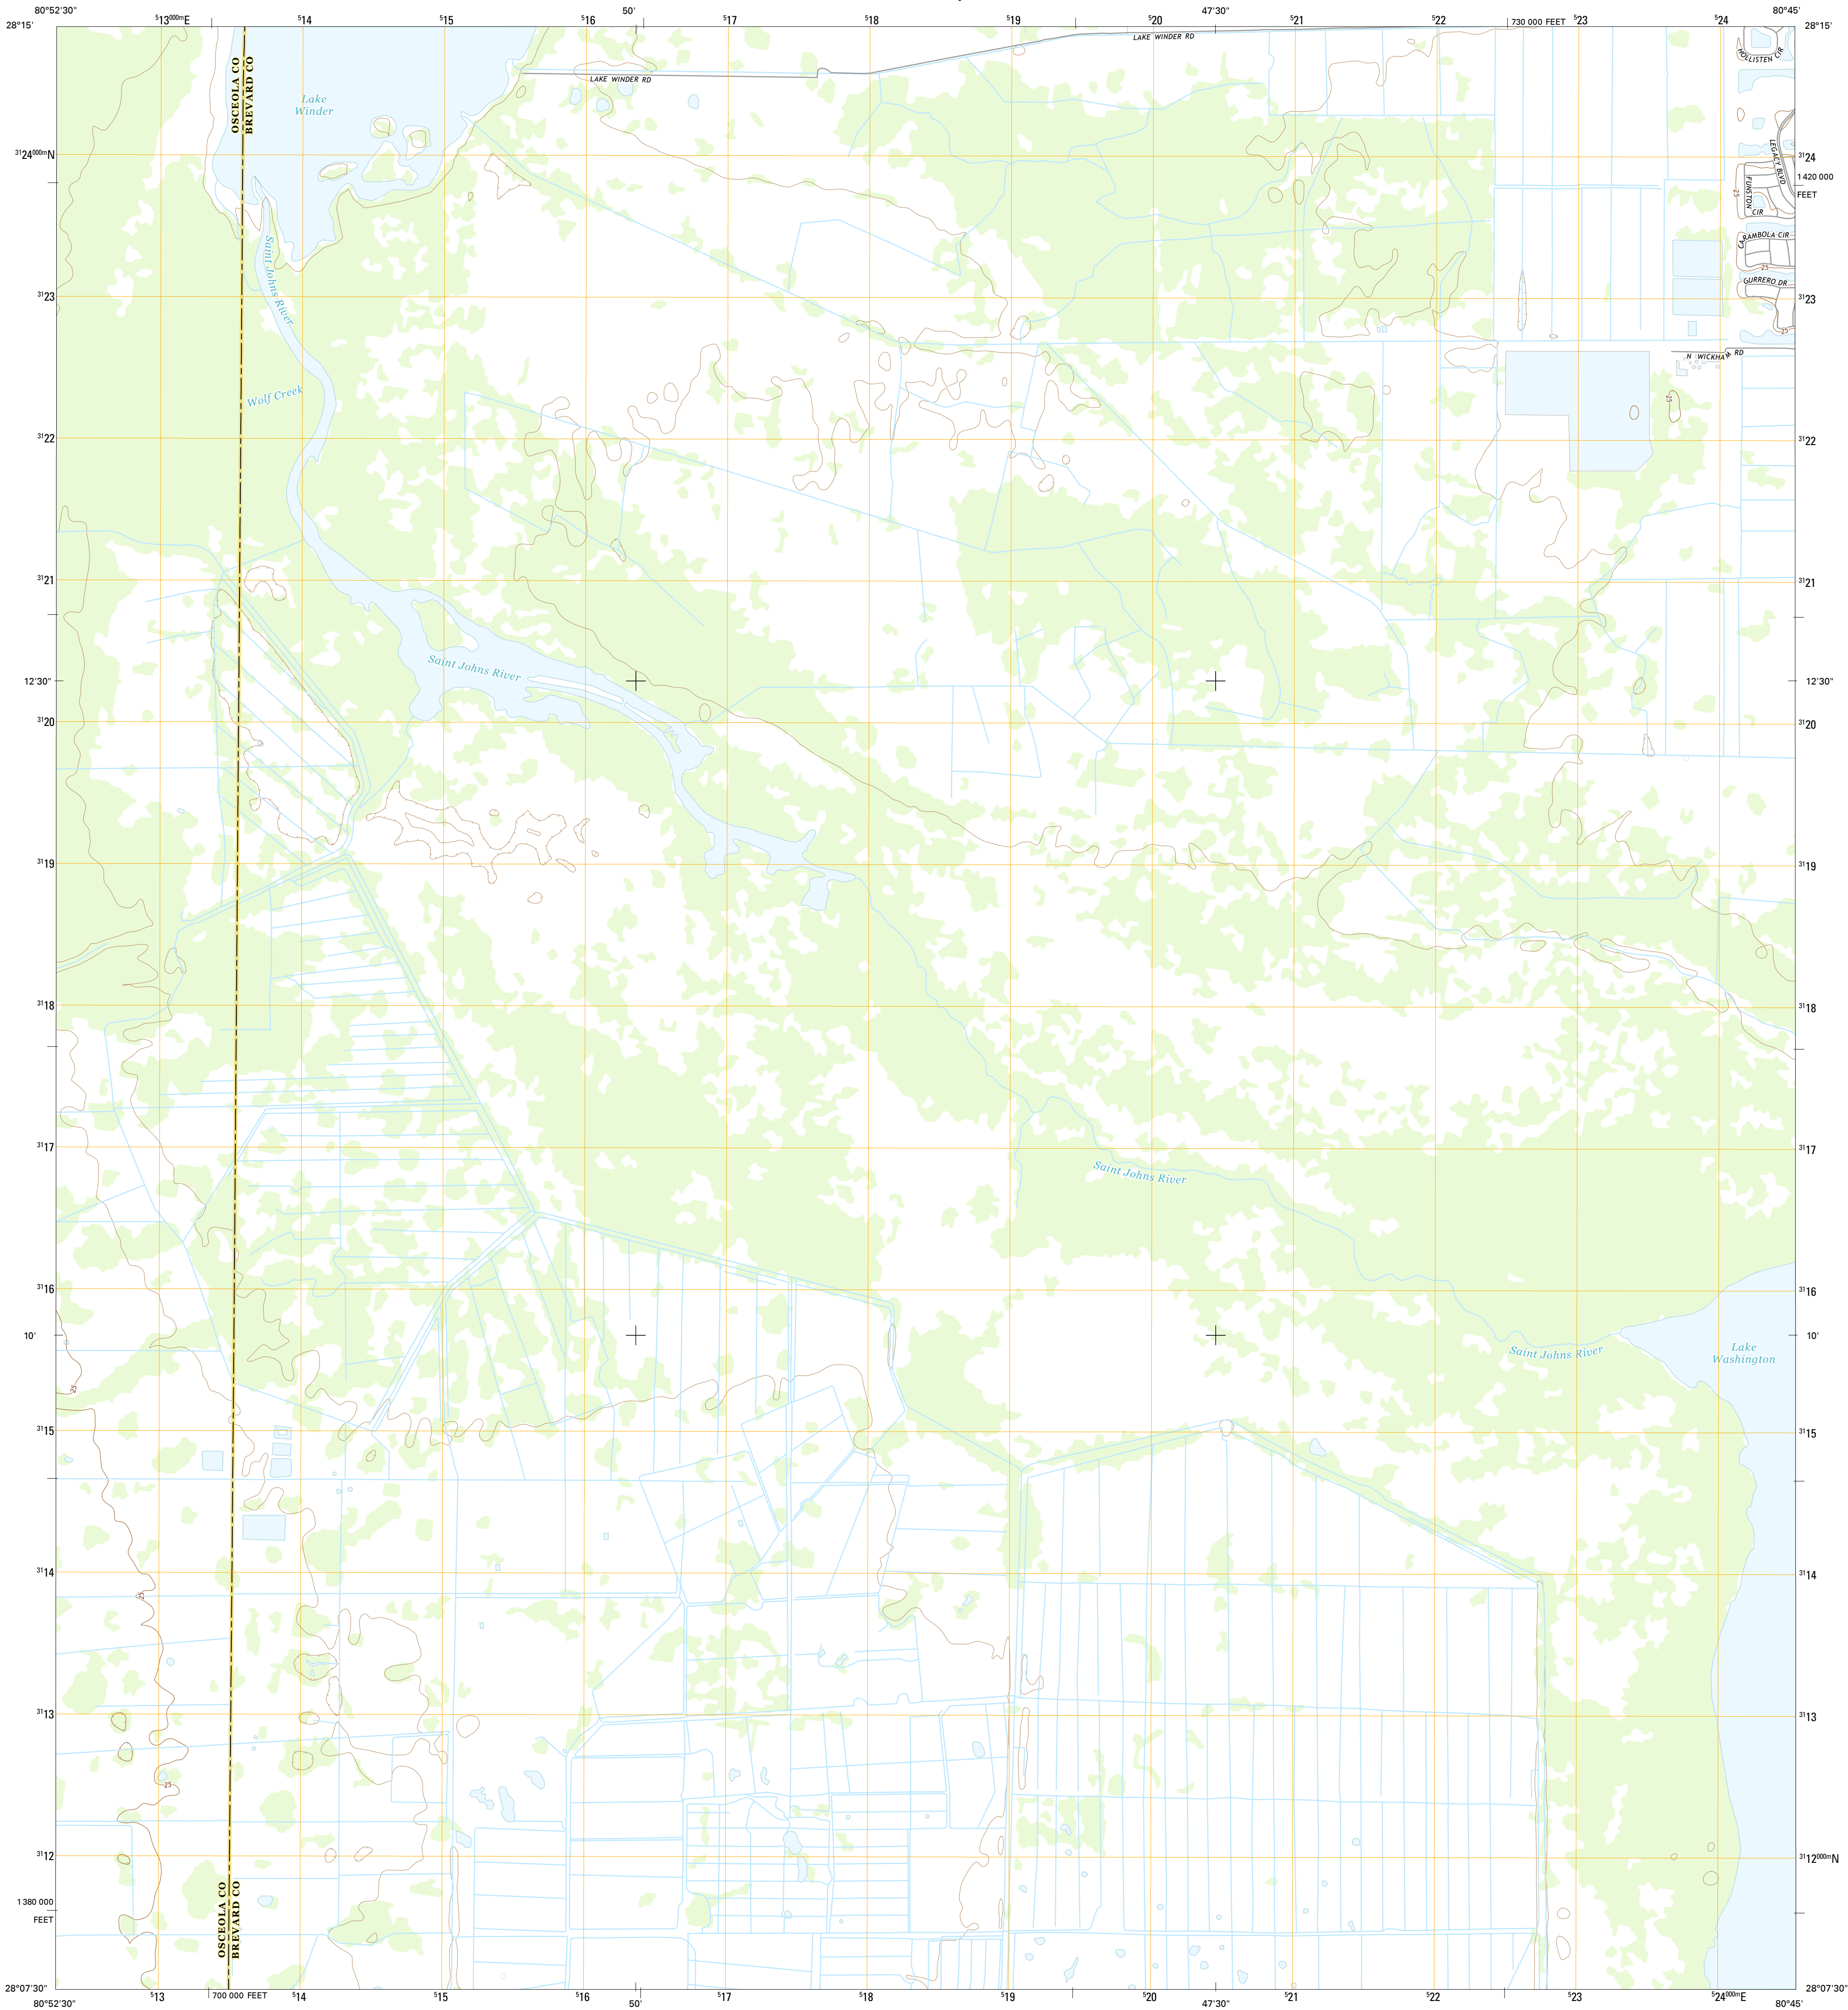 80°52'30"
⁵13⁰⁰⁰ᵐE
⁵14
⁵15
⁵16
50'
⁵17
⁵18
⁵19
⁵20
47'30"
⁵21
⁵22
730 000 FEET
⁵23
⁵24
80°45'
28°15'
28°15'
LAKE WINDER RD
LAKE WINDER RD
HOLLISTEN CIR
OSCEOLA CO
BREVARD CO
Lake
Winder
³¹24⁰⁰⁰ᵐN
³¹24
LEGACY BLVD
1 420 000
FEET
FUNSTON
CIR
25
CARAMBOLA CIR
25
GURRERO DR
25
Saint Johns River
³¹23
³¹23
N WICKHAM RD
Wolf Creek
25
³¹22
³¹22
³¹21
³¹21
Saint Johns River
12'30"
12'30"
³¹20
³¹20
³¹19
³¹19
³¹18
³¹18
³¹17
³¹17
Saint Johns River
³¹16
³¹16
10'
10'
Saint Johns River
Lake
Washington
25
³¹15
³¹15
³¹14
³¹14
25
³¹13
³¹13
25
³¹12
³¹12⁰⁰⁰ᵐN
1 380 000
FEET
OSCEOLA CO
BREVARD CO
28°07'30"
28°07'30"
80°52'30"
⁵13
700 000 FEET
⁵14
⁵15
⁵16
50'
⁵17
⁵18
⁵19
⁵20
47'30"
⁵21
⁵22
⁵23
⁵24⁰⁰⁰ᵐE
80°45'